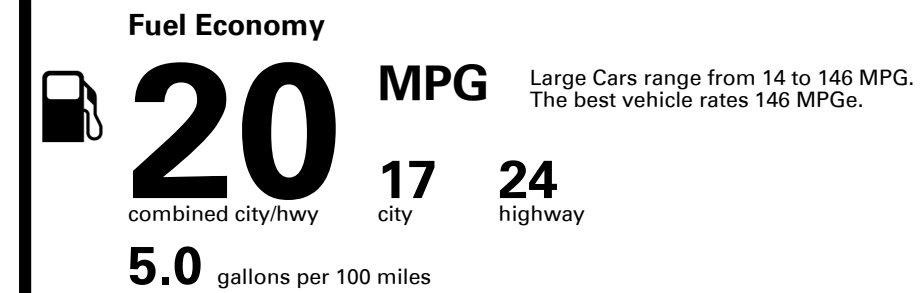 Fuel Economy
20
MPG
Large Cars range from 14 to 146 MPG.
The best vehicle rates 146 MPGe.
17
24
combined city/hwy
city
highway
5.0 gallons per 100 miles